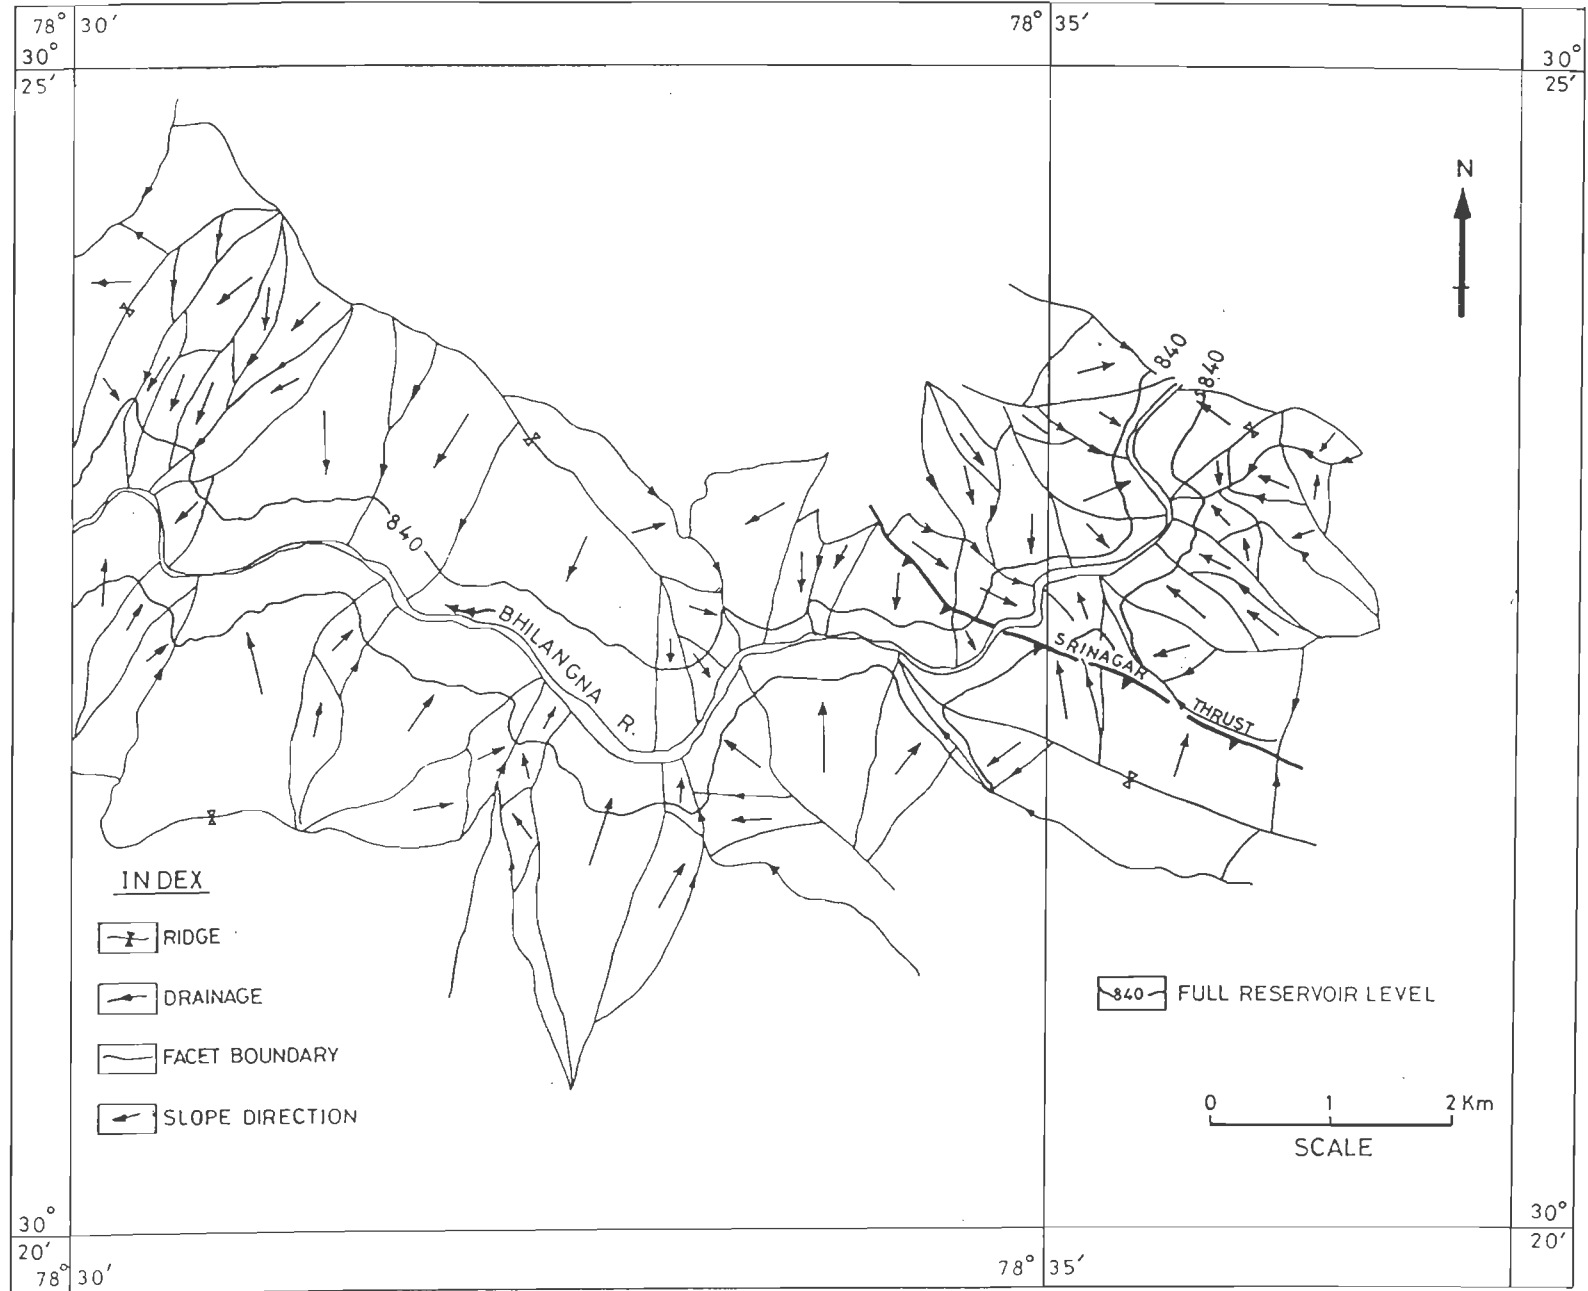 78° 30′
78° 35′
30°
25′
30°
25′
N
840
840
840
BHILANGNA R.
SRINAGAR THRUST
INDEX
RIDGE
DRAINAGE
FACET BOUNDARY
SLOPE DIRECTION
840 FULL RESERVOIR LEVEL
0 1 2 Km
SCALE
30°
20′
30°
20′
78° 30′
78° 35′